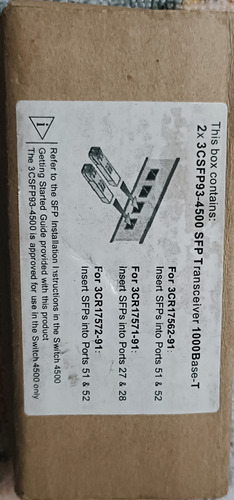 This box contains:
2x 3CSFP93-4500 SFP Transceiver 1000Base-T
For 3CR17562-91:
Insert SFPs into Ports 51 & 52
For 3CR17571-91:
Insert SFPs into Ports 27 & 28
For 3CR17572-91:
Insert SFPs into Ports 51 & 52
Refer to the SFP Installation Instructions in the Switch 4500
Getting Started Guide provided with this product
The 3CSFP93-4500 is approved for use in the Switch 4500 only